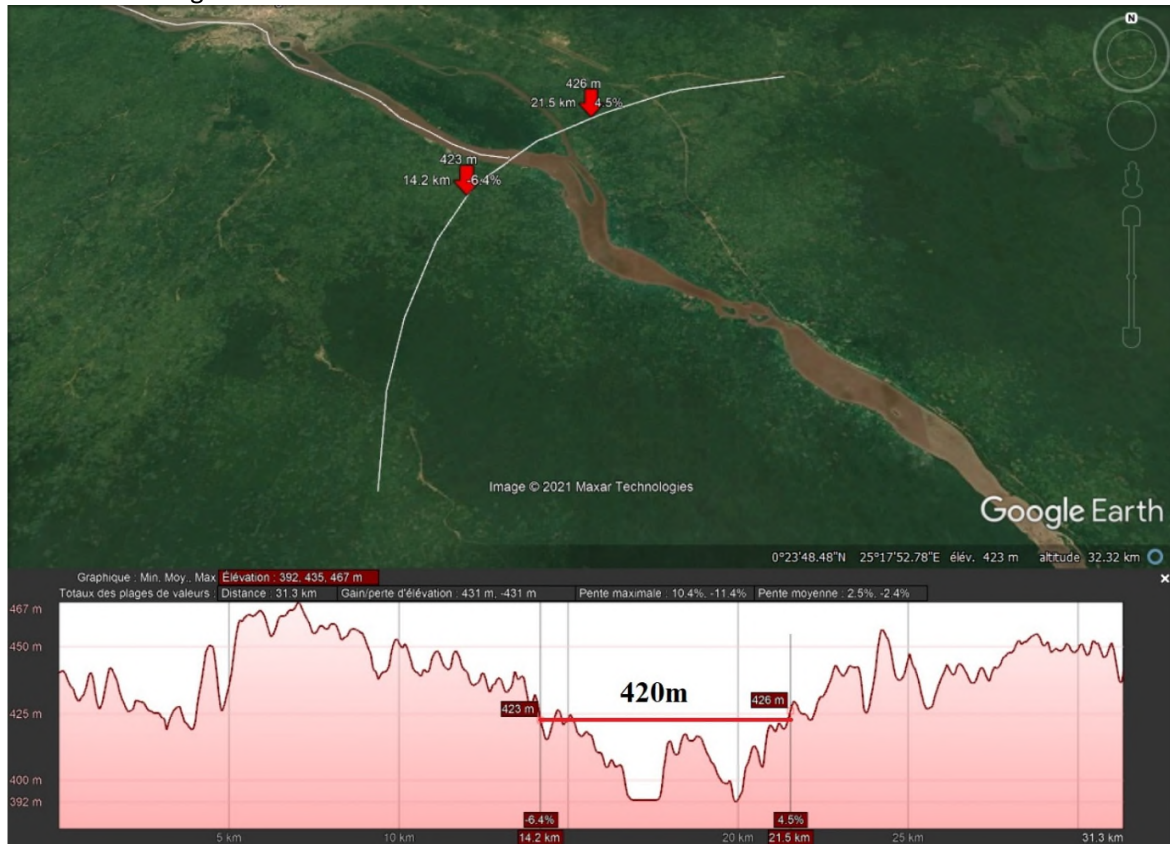 N
426 m
21.5 km 4.5%
423 m
14.2 km -6.4%
Image © 2021 Maxar Technologies
Google Earth
0°23'48.48"N 25°17'52.78"E élév. 423 m altitude 32.32 km
Graphique : Min, Moy., Max Élévation : 392, 435, 467 m
Totaux des plages de valeurs : Distance : 31.3 km Gain/perte d'élévation : 431 m, -431 m Pente maximale : 10.4%, -11.4% Pente moyenne : 2.5%, -2.4%
467 m
450 m
425 m
400 m
392 m
423 m
420m
426 m
-6.4%
4.5%
5 km 10 km 14.2 km 20 km 21.5 km 25 km 31.3 km